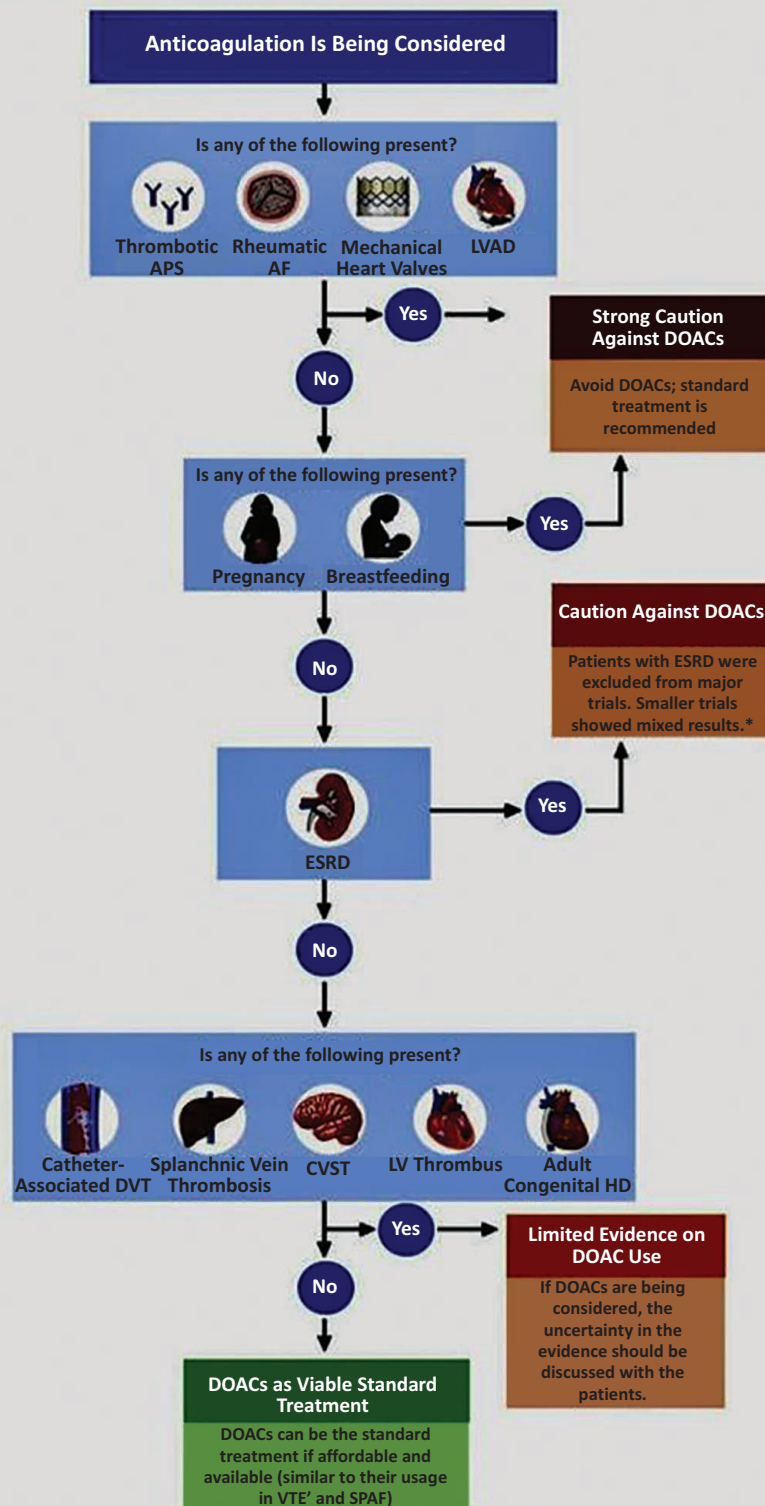 Anticoagulation Is Being Considered
Is any of the following present?
Thrombotic
APS
Rheumatic
AF
Mechanical
Heart Valves
LVAD
Yes
Strong Caution
Against DOACs
Avoid DOACs; standard
treatment is
recommended
No
Is any of the following present?
Pregnancy
Breastfeeding
Yes
No
Caution Against DOACs
Patients with ESRD were
excluded from major
trials. Smaller trials
showed mixed results.*
ESRD
Yes
No
Is any of the following present?
Catheter-
Associated DVT
Splanchnic Vein
Thrombosis
CVST
LV Thrombus
Adult
Congenital HD
Yes
Limited Evidence on
DOAC Use
If DOACs are being
considered, the
uncertainty in the
evidence should be
discussed with the
patients.
No
DOACs as Viable Standard
Treatment
DOACs can be the standard
treatment if affordable and
available (similar to their usage
in VTE’ and SPAF)